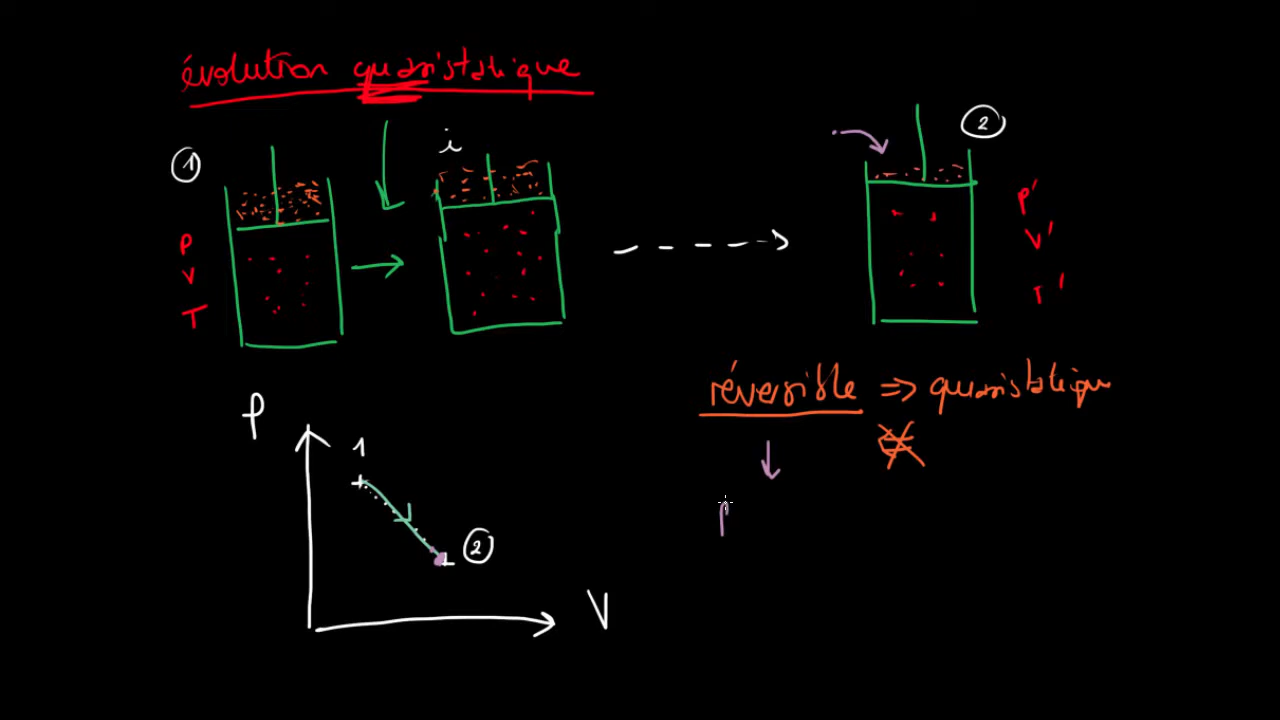 évolution quasistatique
1
i
2
P
V
T
P'
V'
T'
réversible => quasistatique
P
1
2
V